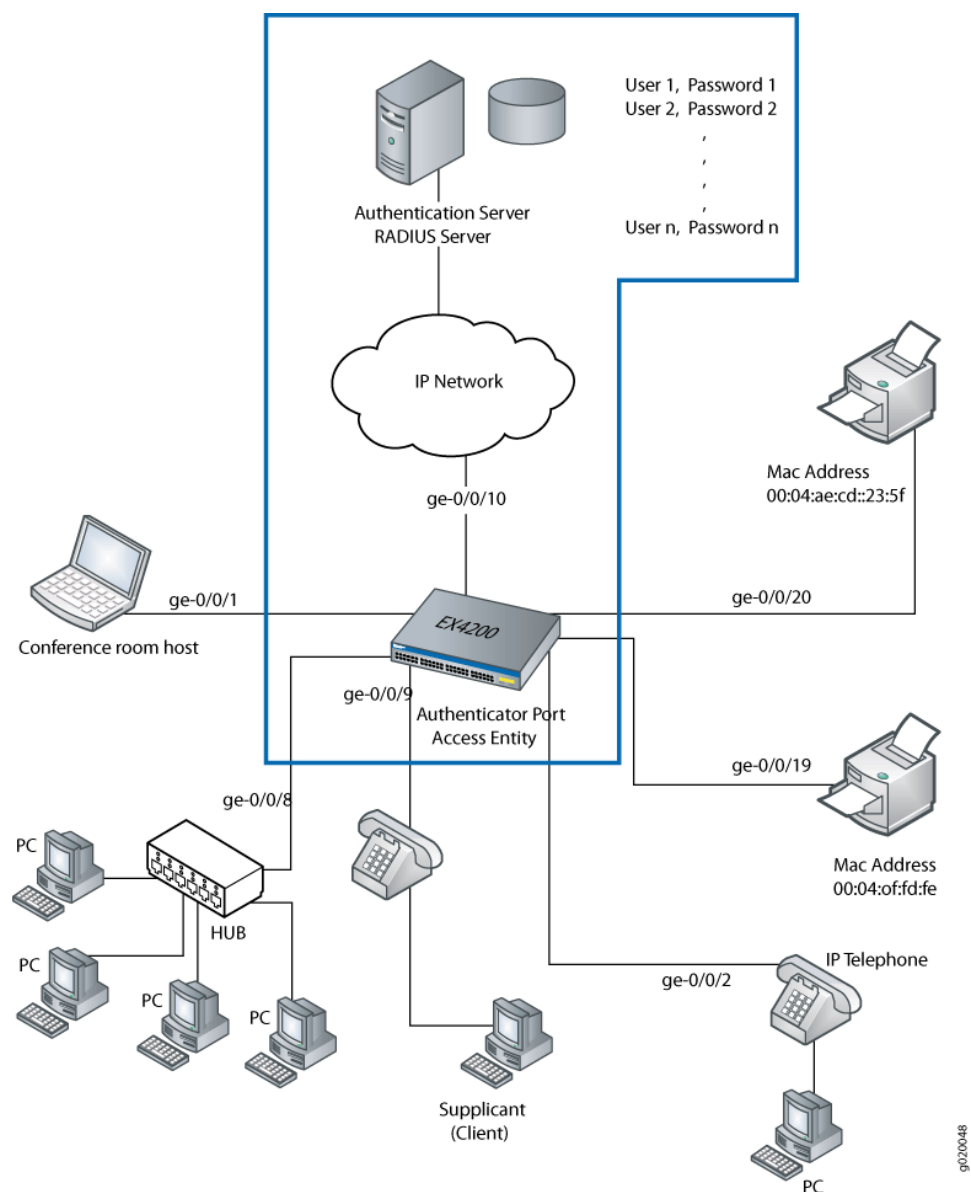 User 1, Password 1
User 2, Password 2
,
,
,
,
User n, Password n
Authentication Server
RADIUS Server
IP Network
ge-0/0/10
Mac Address
00:04:ae:cd::23:5f
ge-0/0/1
ge-0/0/20
Conference room host
EX4200
ge-0/0/9
Authenticator Port
Access Entity
ge-0/0/19
ge-0/0/8
PC
Mac Address
00:04:of:fd:fe
HUB
PC
IP Telephone
ge-0/0/2
PC
PC
Supplicant
(Client)
PC
g020048